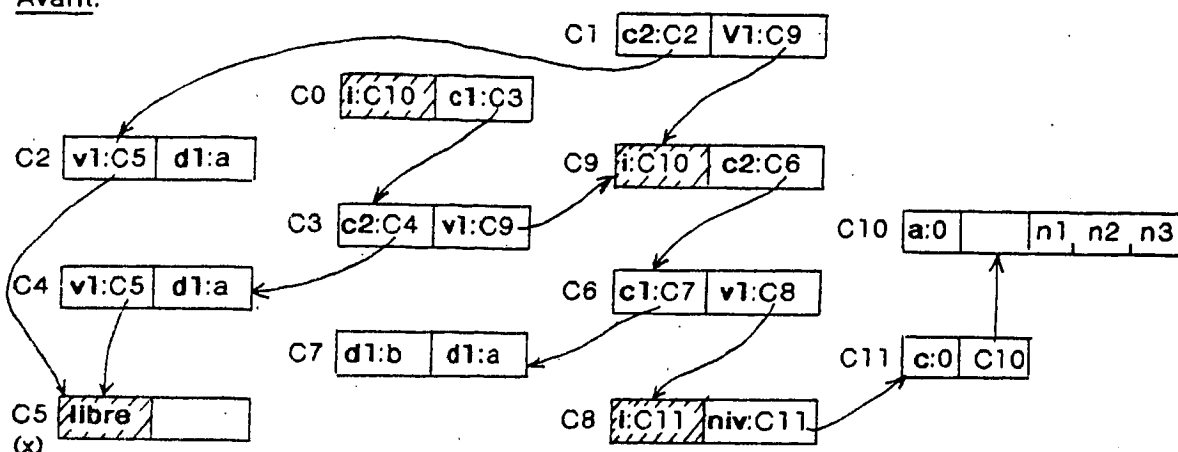 Avant:
C1 c2:C2 V1:C9
C0 i:C10 c1:C3
C2 v1:C5 d1:a
C9 i:C10 c2:C6
C3 c2:C4 v1:C9
C10 a:0 n1 n2 n3
C4 v1:C5 d1:a
C6 c1:C7 v1:C8
C7 d1:b d1:a
C11 c:0 C10
C5 libre
C8 i:C11 niv:C11
(x)